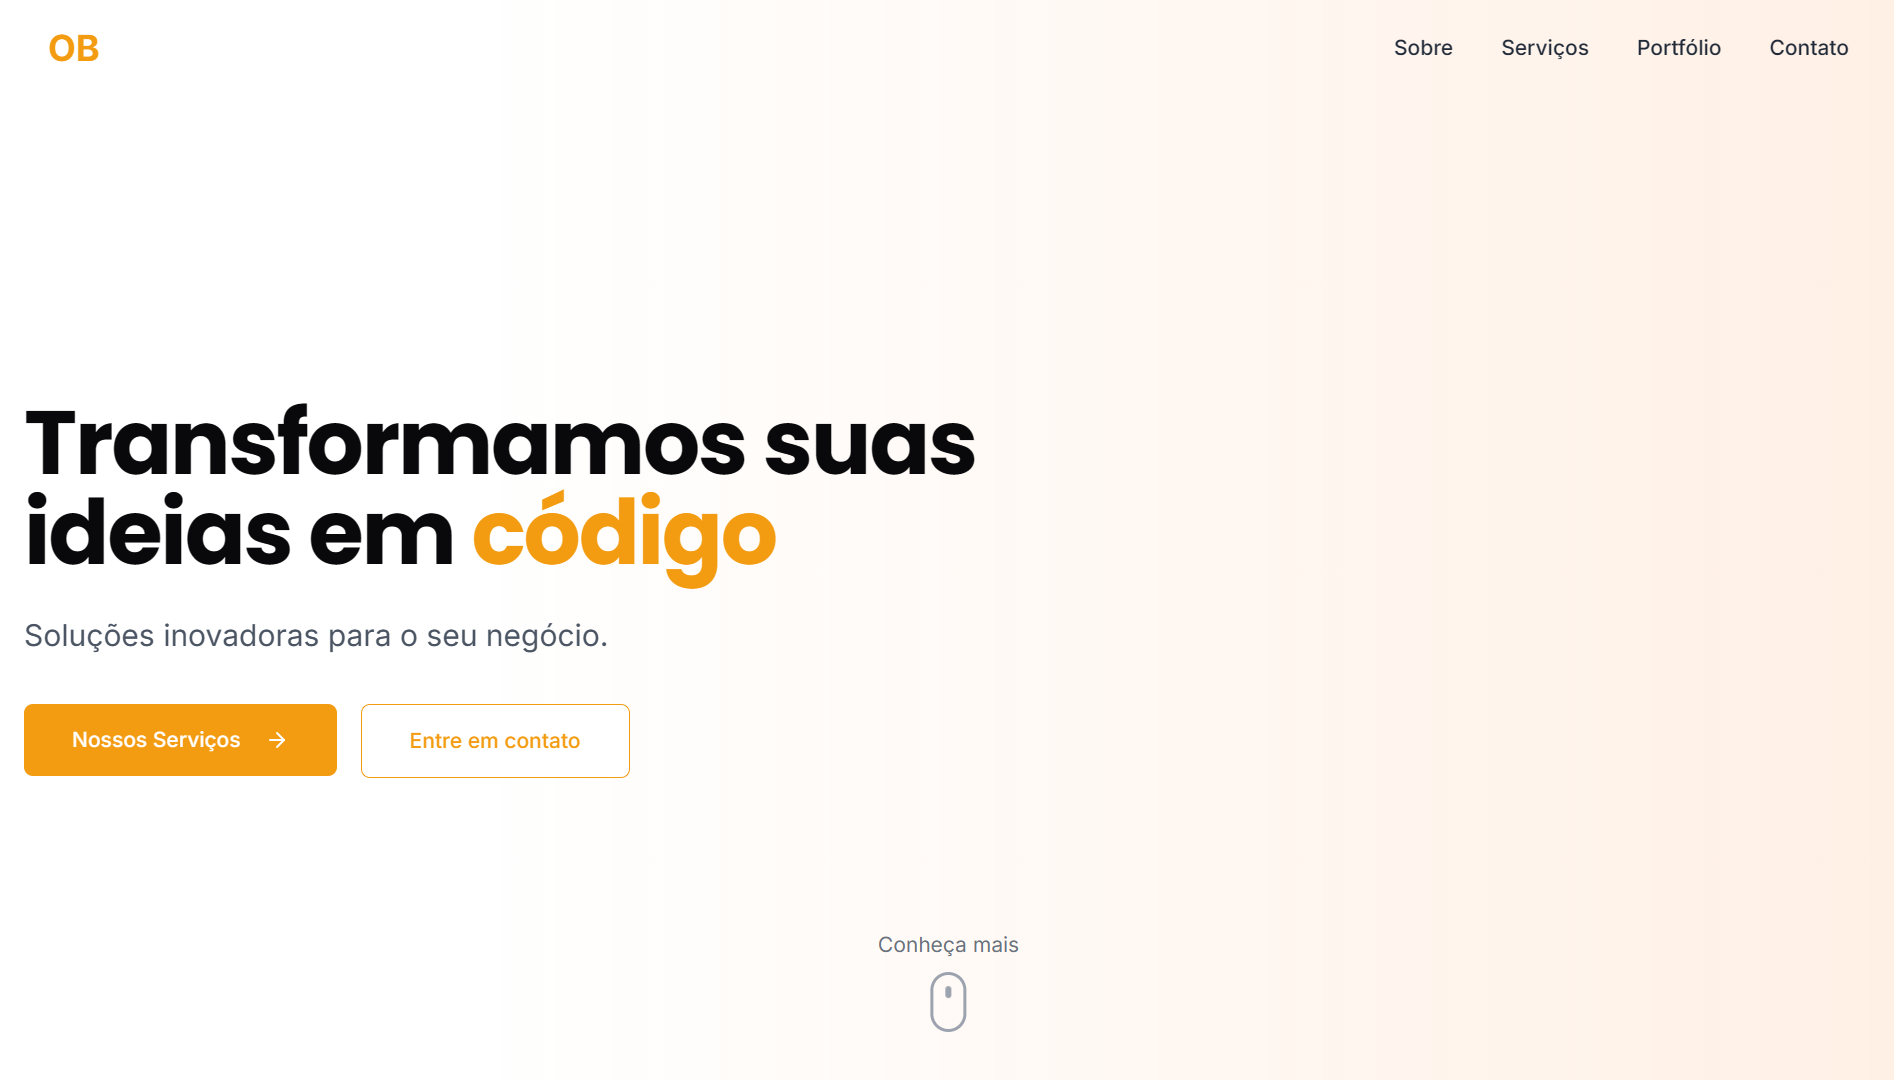 OB
Sobre
Serviços
Portfólio
Contato
Transformamos suas
ideias em código
Soluções inovadoras para o seu negócio.
Nossos Serviços
Entre em contato
Conheça mais